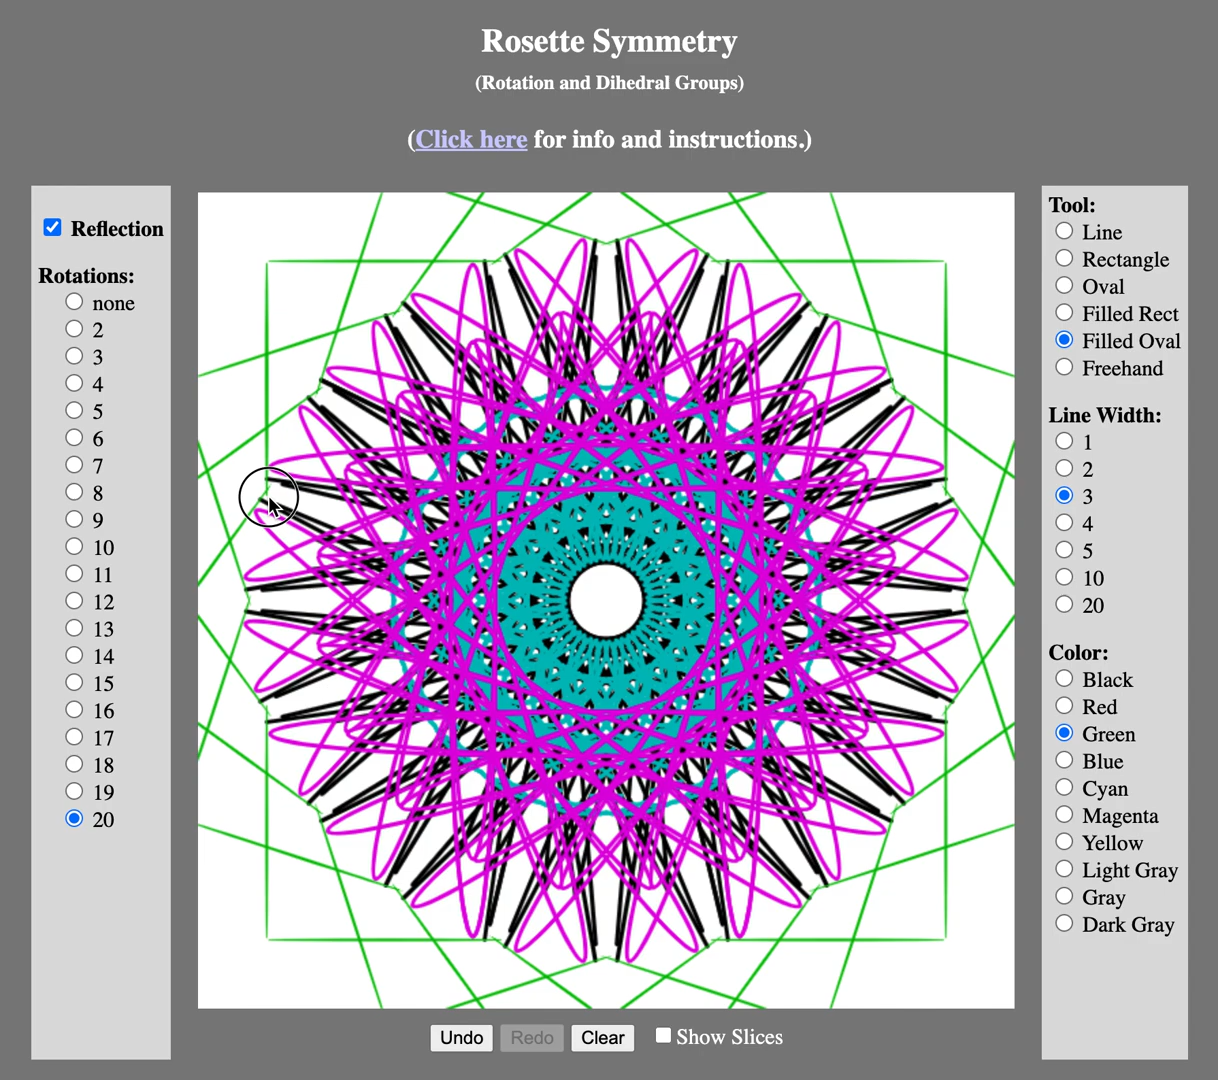 Rosette Symmetry
(Rotation and Dihedral Groups)
(Click here for info and instructions.)
Reflection
Rotations:
none
2
3
4
5
6
7
8
9
10
11
12
13
14
15
16
17
18
19
20
Tool:
Line
Rectangle
Oval
Filled Rect
Filled Oval
Freehand
Line Width:
1
2
3
4
5
10
20
Color:
Black
Red
Green
Blue
Cyan
Magenta
Yellow
Light Gray
Gray
Dark Gray
Undo Redo Clear Show Slices